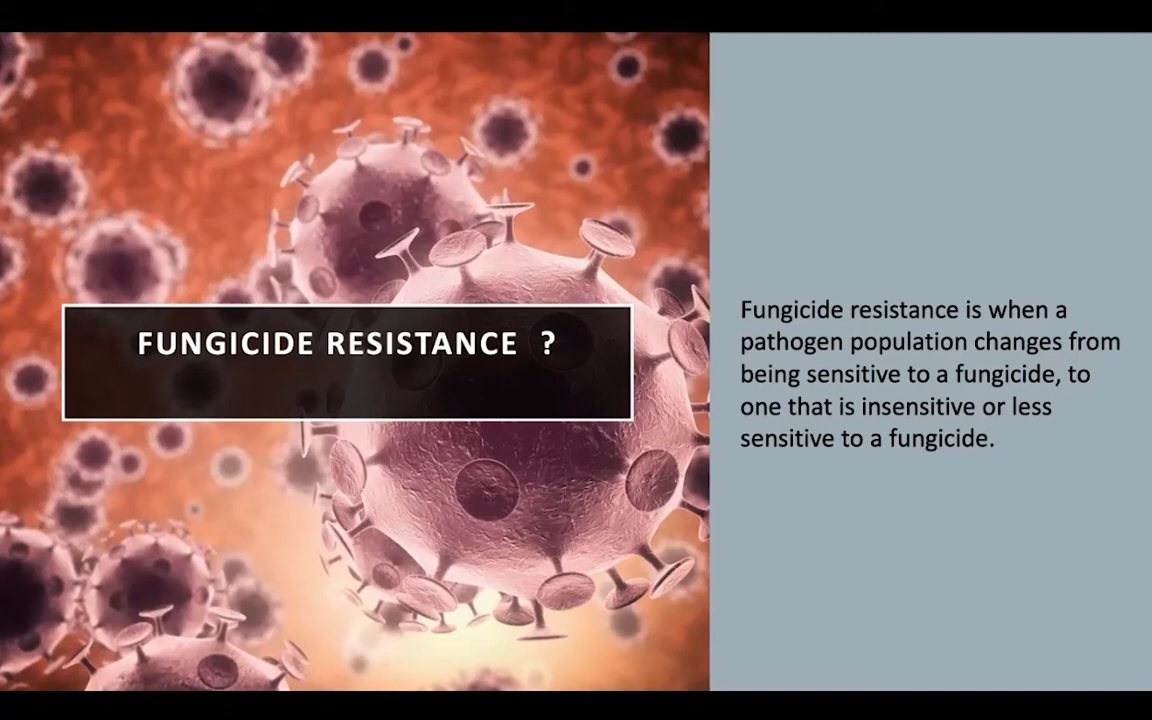 FUNGICIDE RESISTANCE ?
Fungicide resistance is when a
pathogen population changes from
being sensitive to a fungicide, to
one that is insensitive or less
sensitive to a fungicide.